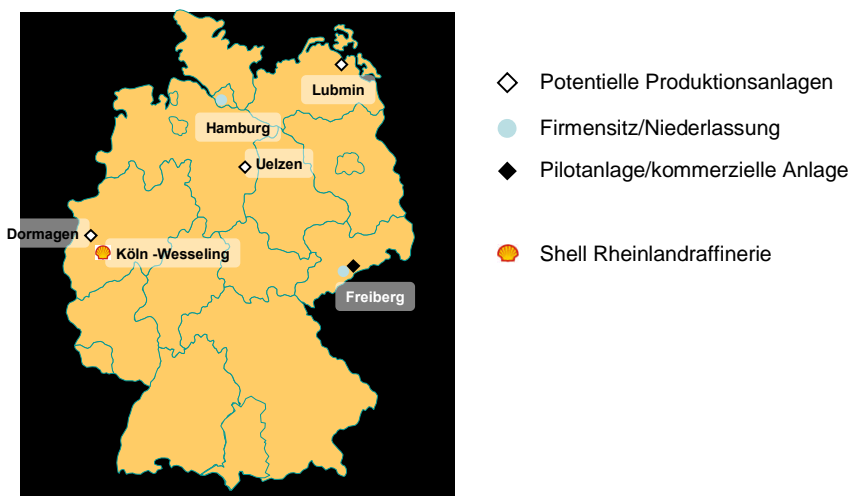 Lubmin
Hamburg
Uelzen
Dormagen
Köln -Wesseling
Freiberg
Potentielle Produktionsanlagen
Firmensitz/Niederlassung
Pilotanlage/kommerzielle Anlage
Shell Rheinlandraffinerie